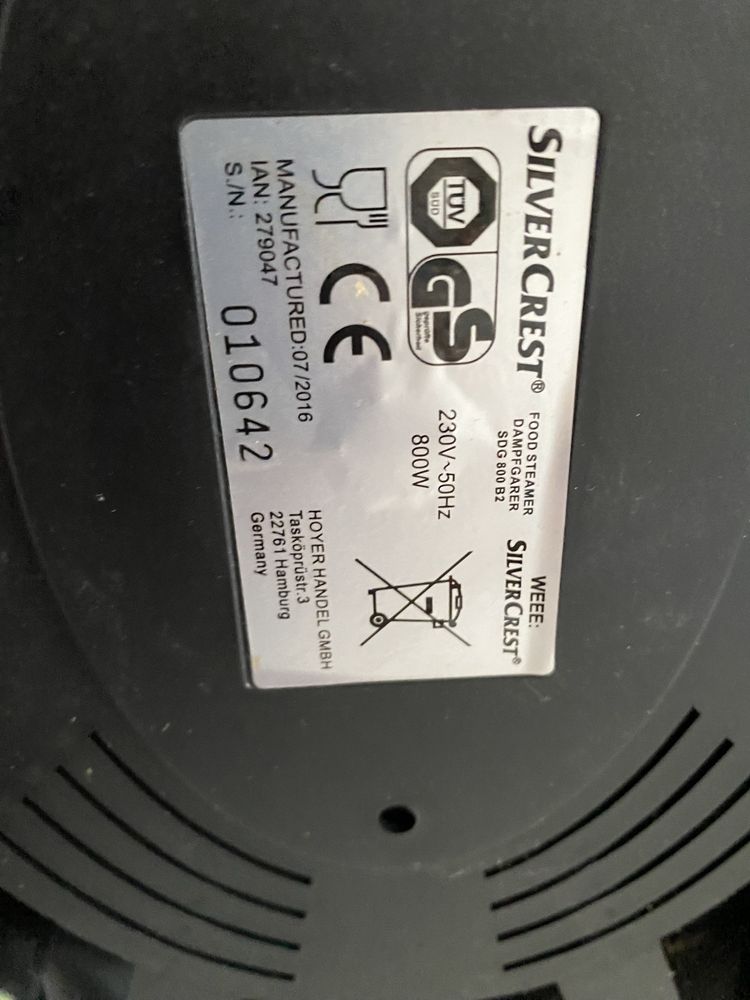 SILVERCREST®
FOOD STEAMER
DAMPFGARER
SDG 800 B2
WEEE:
SILVERCREST®
TÜV
SÜD
GS
geprüfte
Sicherheit
230V~50Hz
800W
CE
MANUFACTURED:07/2016
IAN: 279047
S./N.:
010642
HOYER HANDEL GMBH
Tasköprüstr.3
22761 Hamburg
Germany